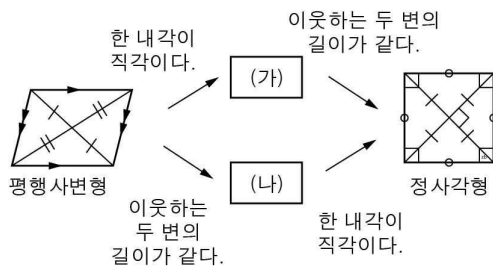 한 내각이
직각이다.
이웃하는 두 변의
길이가 같다.
(가)
평행사변형
정사각형
(나)
이웃하는
두 변의
길이가 같다.
한 내각이
직각이다.